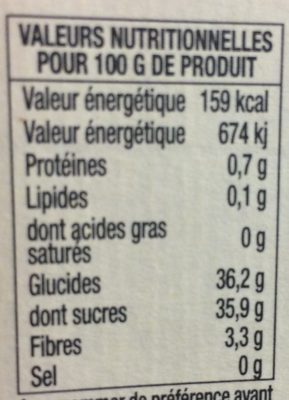 VALEURS NUTRITIONNELLES
POUR 100 G DE PRODUIT
Valeur énergétique 159 kcal
Valeur énergétique 674 kj
Protéines 0,7 g
Lipides 0,1 g
dont acides gras
saturés 0 g
Glucides 36,2 g
dont sucres 35,9 g
Fibres 3,3 g
Sel 0 g
de préférence avant